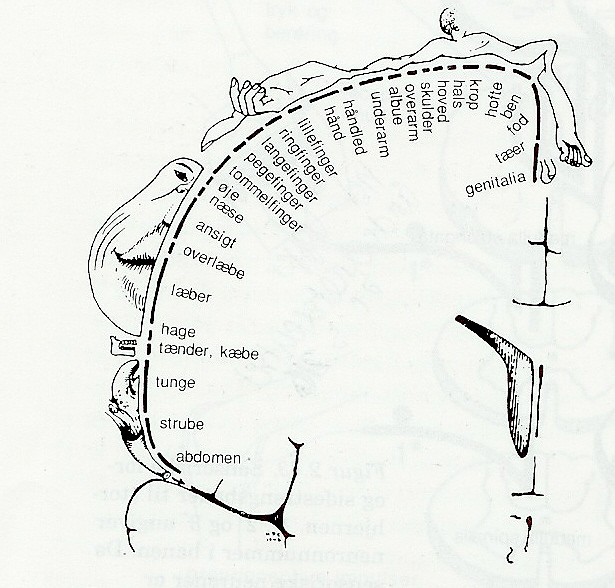 genitalia
tæer
fod
ben
hofte
krop
hals
hoved
skulder
overarm
albue
underarm
håndled
hånd
lillefinger
ringfinger
langefinger
pegefinger
tommelfinger
øje
næse
ansigt
overlæbe
læber
hage
tænder, kæbe
tunge
strube
abdomen